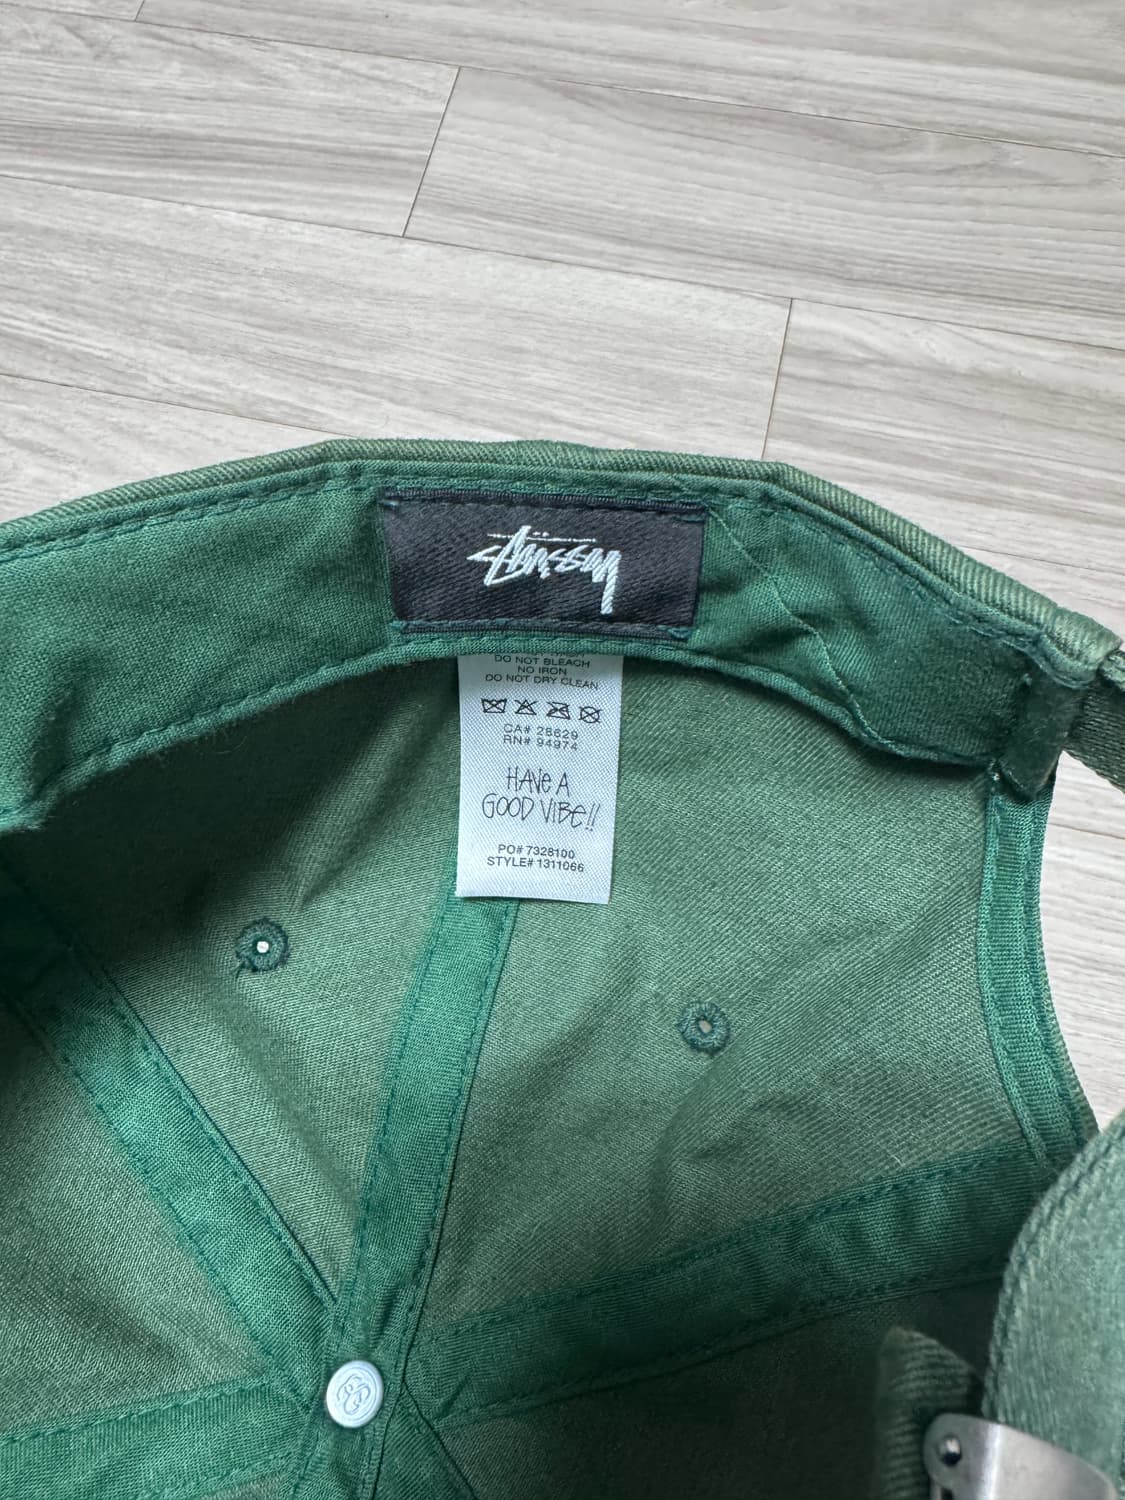 Stüssy
DO NOT BLEACH
NO IRON
DO NOT DRY CLEAN
CA# 28629
RN# 94974
HAVE A
GOOD VIBE!!
PO# 7328100
STYLE# 1311066